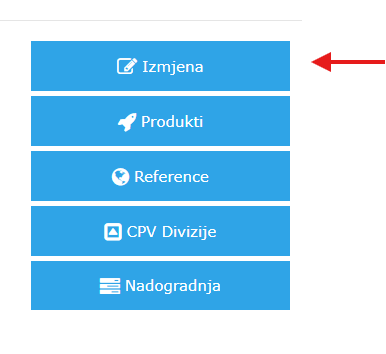 Izmjena
Produkti
Reference
CPV Divizije
Nadogradnja